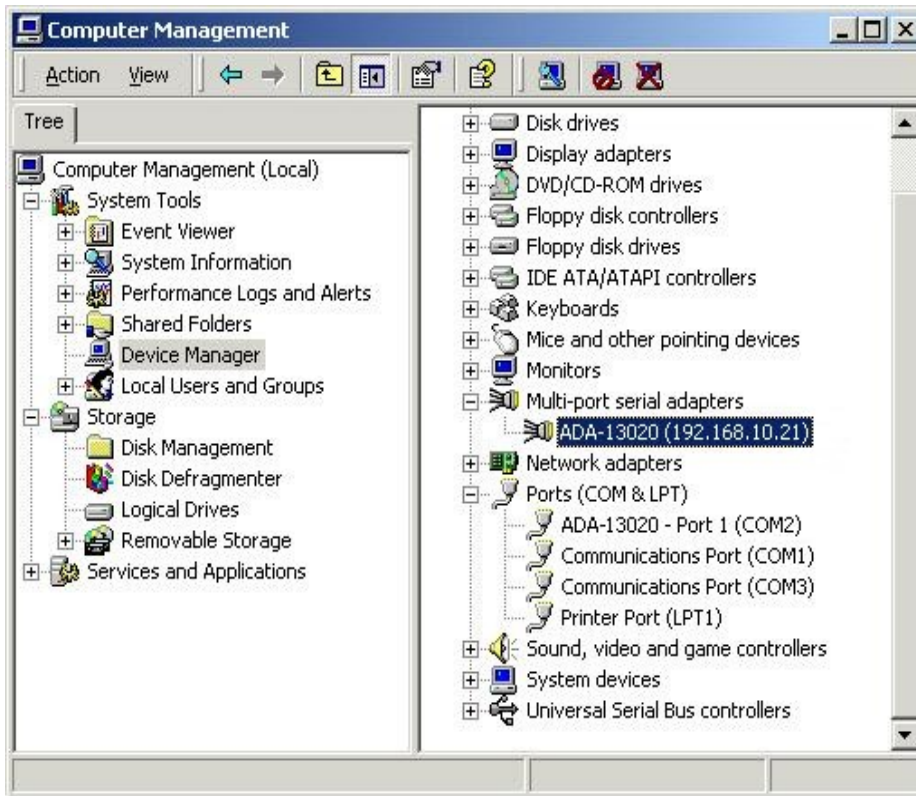 Computer Management
Action View
Tree
Computer Management (Local)
System Tools
Event Viewer
System Information
Performance Logs and Alerts
Shared Folders
Device Manager
Local Users and Groups
Storage
Disk Management
Disk Defragmenter
Logical Drives
Removable Storage
Services and Applications
Disk drives
Display adapters
DVD/CD-ROM drives
Floppy disk controllers
Floppy disk drives
IDE ATA/ATAPI controllers
Keyboards
Mice and other pointing devices
Monitors
Multi-port serial adapters
ADA-13020 (192.168.10.21)
Network adapters
Ports (COM & LPT)
ADA-13020 - Port 1 (COM2)
Communications Port (COM1)
Communications Port (COM3)
Printer Port (LPT1)
Sound, video and game controllers
System devices
Universal Serial Bus controllers